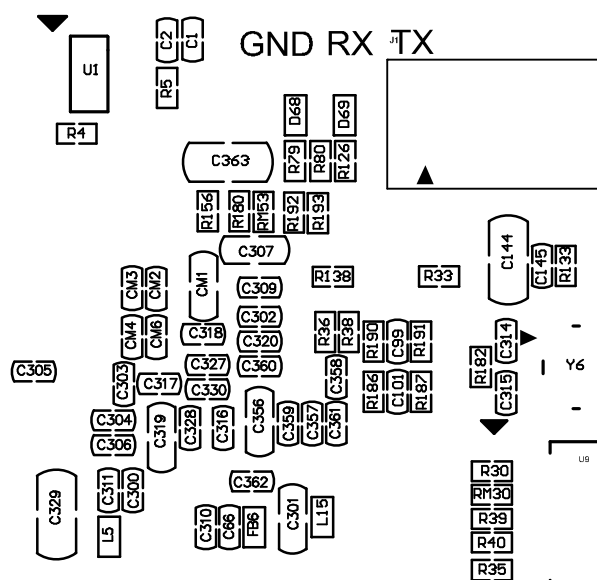 C2 C1
GND RX J1 TX
U1
R5
R4
D68 D69
C363 R79 R80 R126
R156 R180 RM53 R192 R193
C307
C144
C145 R133
CM3 CM2 CM1 C309 R138 R33
CM4 CM6 C318 C302 R36 R38 R190 C99 R191 C314
C320
C305 C327 C360 C358 R182 Y6
C303 C317 C330 R186 C101 R187 C315
C304 C319 C328 C316 C356 C359 C357 C361
C306
U9
C329 C311 C300 C362 R30
RM30
L5 C310 C66 FB6 C301 L15 R39
R40
R35